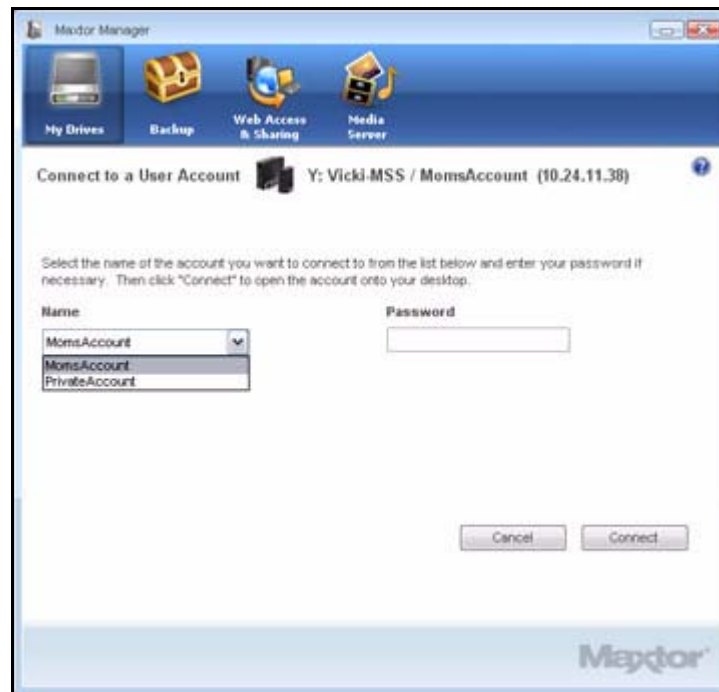 Maxtor Manager
My Drives
Backup
Web Access
& Sharing
Media
Server
Connect to a User Account
Y: Vicki-MSS / MomsAccount (10.24.11.38)
?
Select the name of the account you want to connect to from the list below and enter your password if
necessary. Then click "Connect" to open the account onto your desktop.
Name
Password
MomsAccount
MomsAccount
PrivateAccount
Cancel
Connect
Maxtor